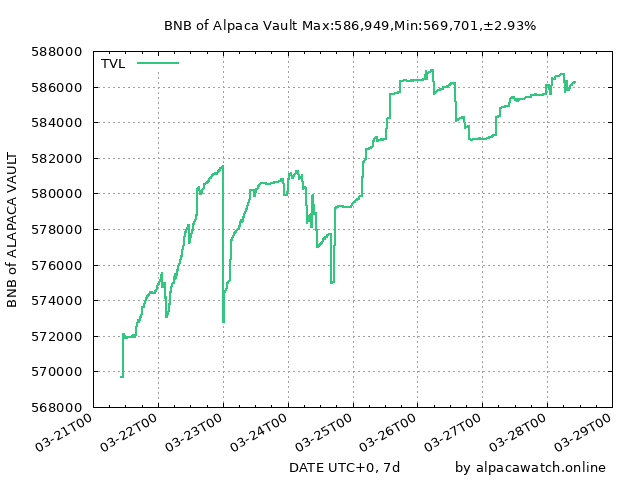 BNB of Alpaca Vault Max:586,949,Min:569,701,±2.93%
TVL
588000
586000
584000
582000
580000
578000
576000
574000
572000
570000
568000
BNB of ALAPACA VAULT
03-21T00
03-22T00
03-23T00
03-24T00
03-25T00
03-26T00
03-27T00
03-28T00
03-29T00
DATE UTC+0, 7d
by alpacawatch.online